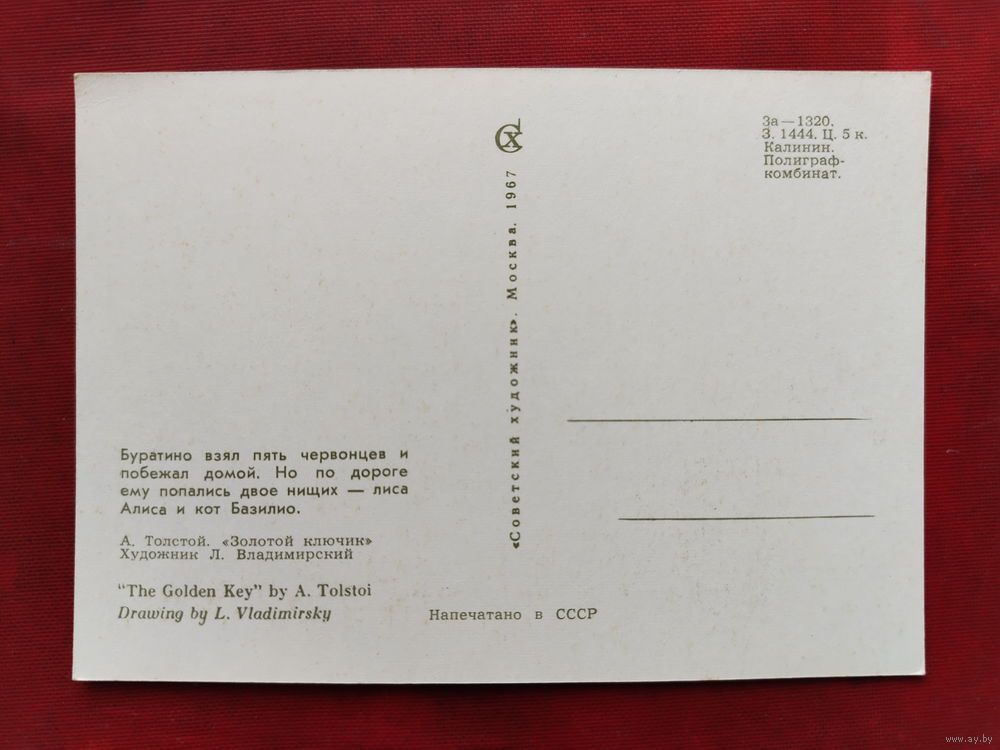 Буратино взял пять червонцев и
побежал домой. Но по дороге
ему попались двое нищих — лиса
Алиса и кот Базилио.
А. Толстой. «Золотой ключик»
Художник Л. Владимирский
"The Golden Key" by A. Tolstoi
Drawing by L. Vladimirsky
Напечатано в СССР
СХ
«Советский художник». Москва. 1967
За—1320.
З. 1444. Ц. 5 к.
Калинин.
Полиграф-
комбинат.
www.ay.by